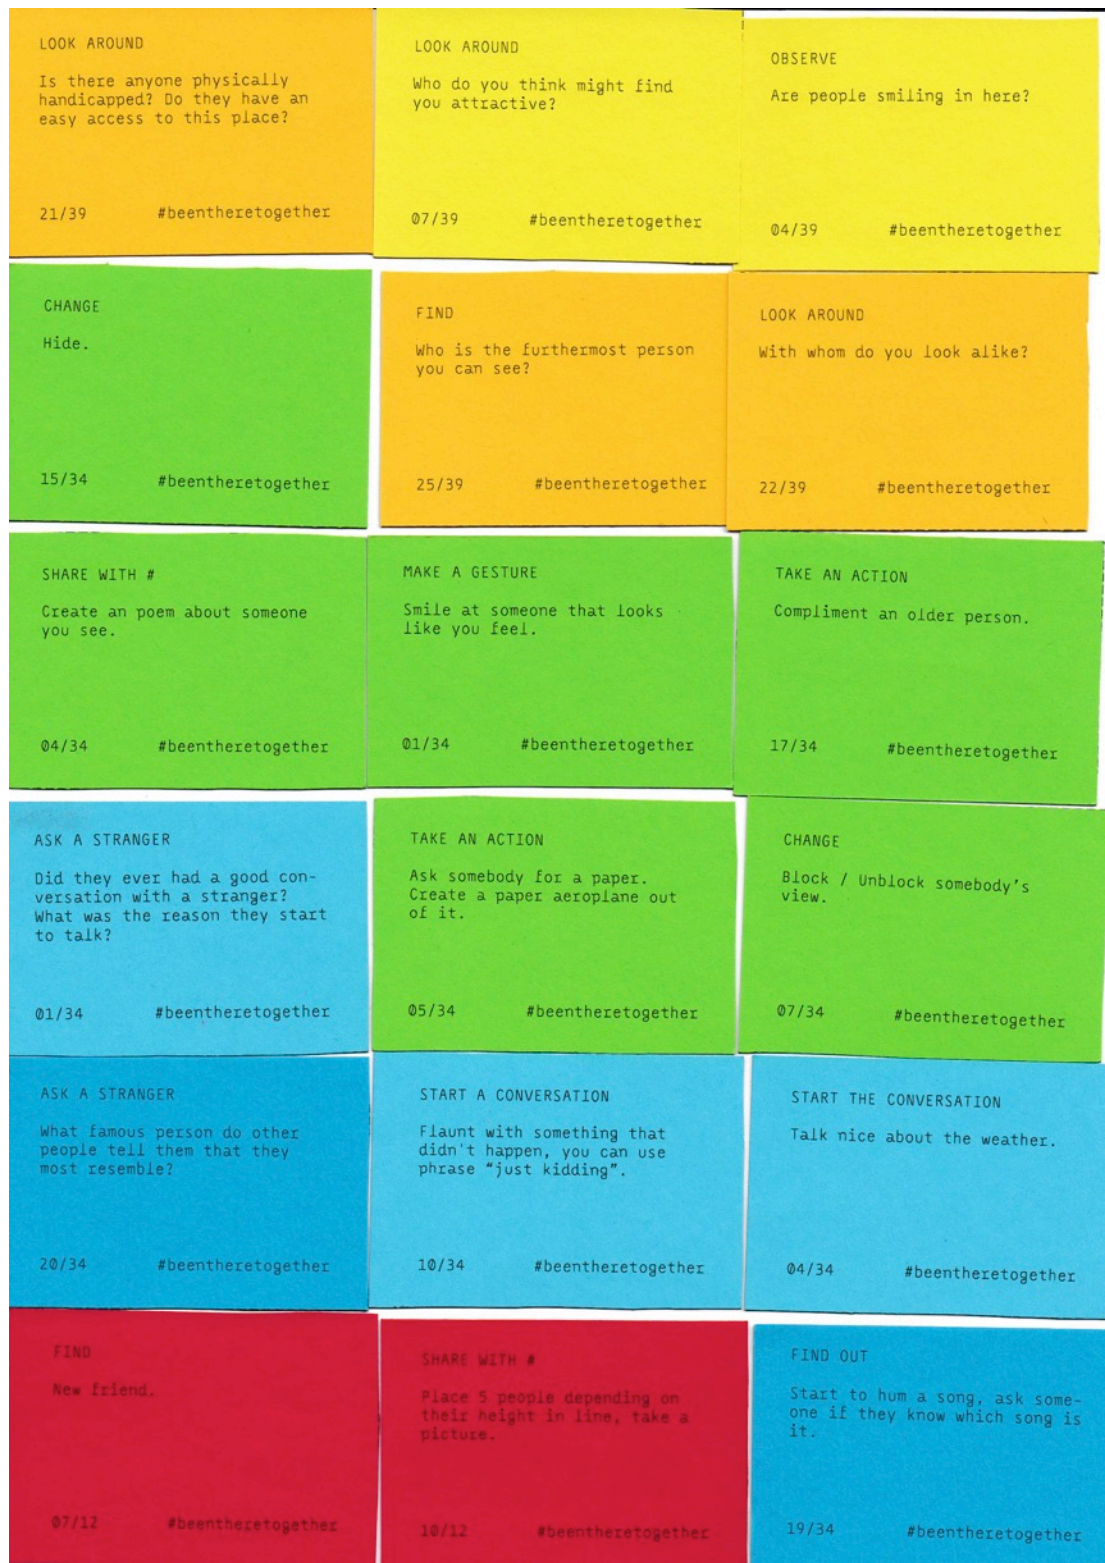 LOOK AROUND
Is there anyone physically
handicapped? Do they have an
easy access to this place?
21/39 #beentheretogether
LOOK AROUND
Who do you think might find
you attractive?
07/39 #beentheretogether
OBSERVE
Are people smiling in here?
04/39 #beentheretogether
CHANGE
Hide.
15/34 #beentheretogether
FIND
Who is the furthermost person
you can see?
25/39 #beentheretogether
LOOK AROUND
With whom do you look alike?
22/39 #beentheretogether
SHARE WITH #
Create an poem about someone
you see.
04/34 #beentheretogether
MAKE A GESTURE
Smile at someone that looks
like you feel.
01/34 #beentheretogether
TAKE AN ACTION
Compliment an older person.
17/34 #beentheretogether
ASK A STRANGER
Did they ever had a good con-
versation with a stranger?
What was the reason they start
to talk?
01/34 #beentheretogether
TAKE AN ACTION
Ask somebody for a paper.
Create a paper aeroplane out
of it.
05/34 #beentheretogether
CHANGE
Block / Unblock somebody's
view.
07/34 #beentheretogether
ASK A STRANGER
What famous person do other
people tell them that they
most resemble?
20/34 #beentheretogether
START A CONVERSATION
Flaunt with something that
didn't happen, you can use
phrase “just kidding”.
10/34 #beentheretogether
START THE CONVERSATION
Talk nice about the weather.
04/34 #beentheretogether
FIND
New friend.
07/12 #beentheretogether
SHARE WITH #
Place 5 people depending on
their height in line, take a
picture.
10/12 #beentheretogether
FIND OUT
Start to hum a song, ask some-
one if they know which song is
it.
19/34 #beentheretogether